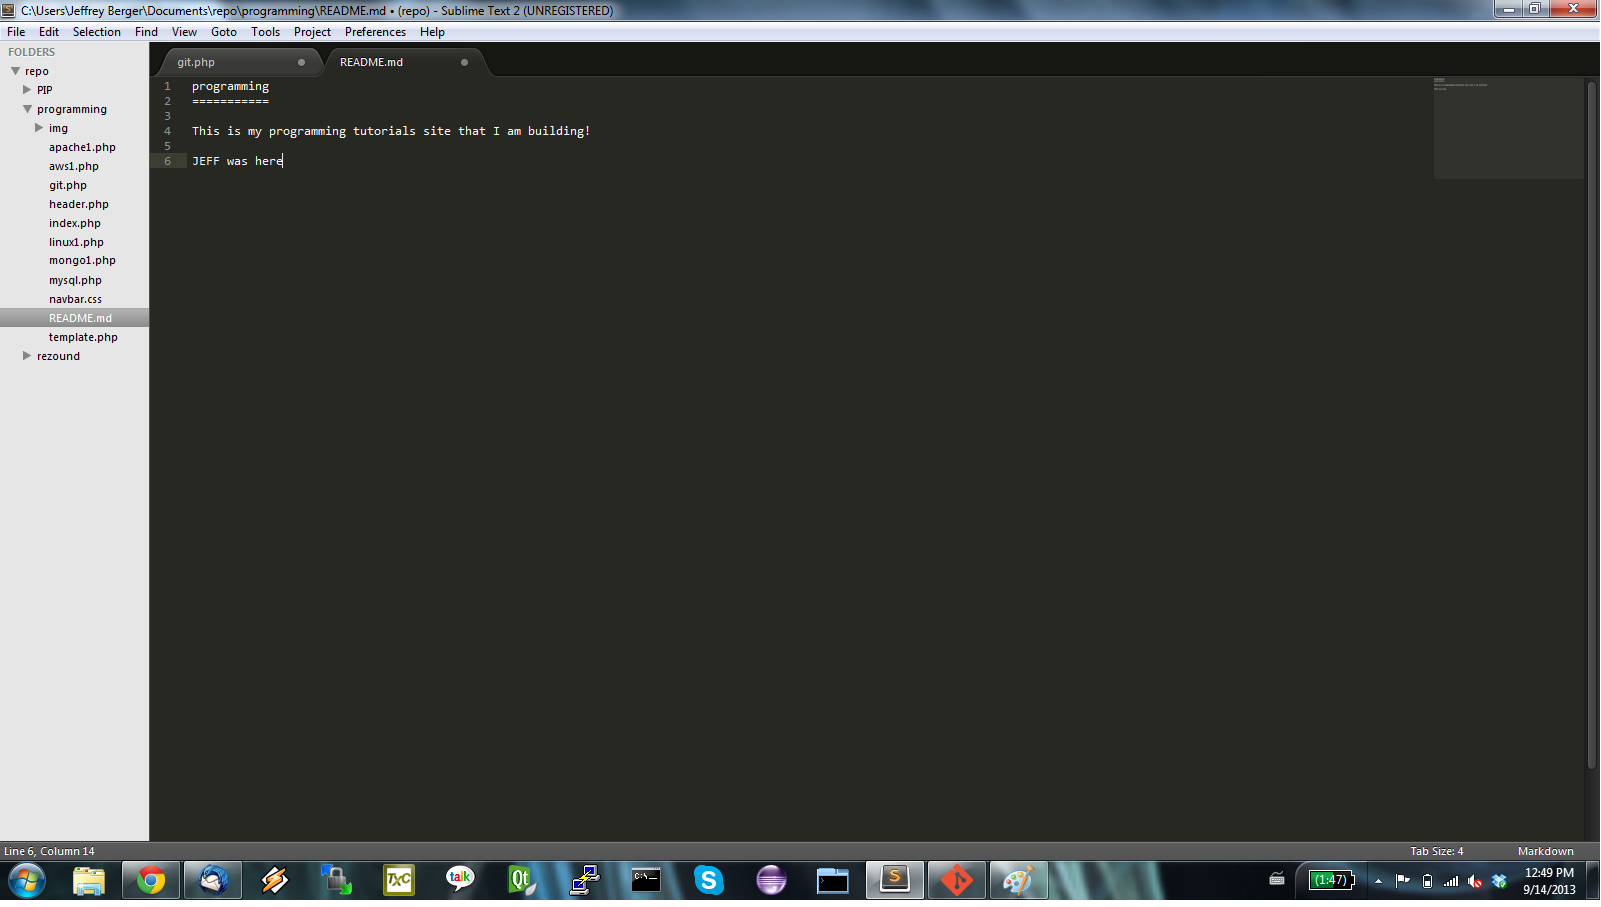 C:\Users\Jeffrey Berger\Documents\repo\programming\README.md • (repo) - Sublime Text 2 (UNREGISTERED)
File Edit Selection Find View Goto Tools Project Preferences Help
FOLDERS
repo
PIP
programming
img
apache1.php
aws1.php
git.php
header.php
index.php
linux1.php
mongo1.php
mysql.php
navbar.css
README.md
template.php
rezound
git.php
README.md
1 programming
2 ===========
3
4 This is my programming tutorials site that I am building!
5
6 JEFF was here
Line 6, Column 14
Tab Size: 4
Markdown
TXC
talk
Qt
C:\_
S
(1:47)
12:49 PM
9/14/2013